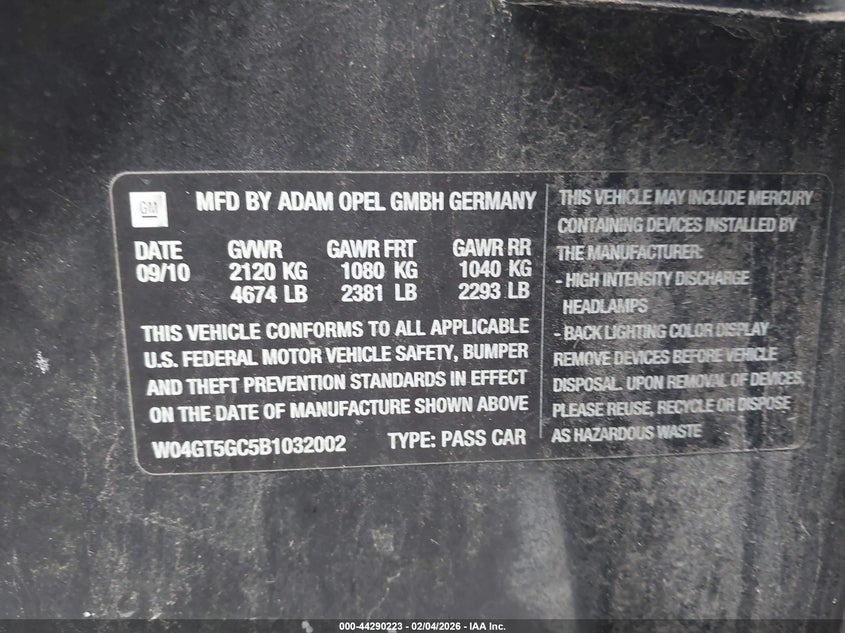 GM
MFD BY ADAM OPEL GMBH GERMANY
DATE GVWR GAWR FRT GAWR RR
09/10 2120 KG 1080 KG 1040 KG
4674 LB 2381 LB 2293 LB
THIS VEHICLE CONFORMS TO ALL APPLICABLE
U.S. FEDERAL MOTOR VEHICLE SAFETY, BUMPER
AND THEFT PREVENTION STANDARDS IN EFFECT
ON THE DATE OF MANUFACTURE SHOWN ABOVE
W04GT5GC5B1032002 TYPE: PASS CAR
THIS VEHICLE MAY INCLUDE MERCURY
CONTAINING DEVICES INSTALLED BY
THE MANUFACTURER:
- HIGH INTENSITY DISCHARGE
HEADLAMPS
- BACK LIGHTING COLOR DISPLAY
REMOVE DEVICES BEFORE VEHICLE
DISPOSAL. UPON REMOVAL OF DEVICES,
PLEASE REUSE, RECYCLE OR DISPOSE
AS HAZARDOUS WASTE
000-44290223 - 02/04/2026 - IAA Inc.